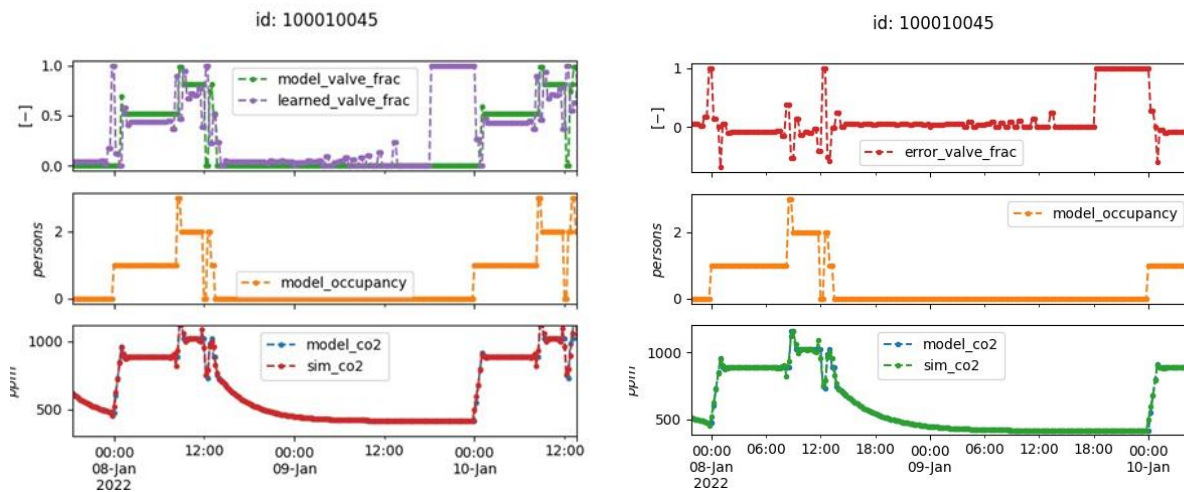 id: 100010045
1.0
0.5
0.0
[−]
model_valve_frac
learned_valve_frac
2
0
persons
model_occupancy
1000
500
ppm
model_co2
sim_co2
00:00 12:00 00:00 12:00 00:00 12:00
08-Jan 09-Jan 10-Jan
2022
id: 100010045
1
0
[−]
error_valve_frac
2
0
persons
model_occupancy
1000
500
ppm
model_co2
sim_co2
00:00 06:00 12:00 18:00 00:00 06:00 12:00 18:00 00:00
08-Jan 09-Jan 10-Jan
2022